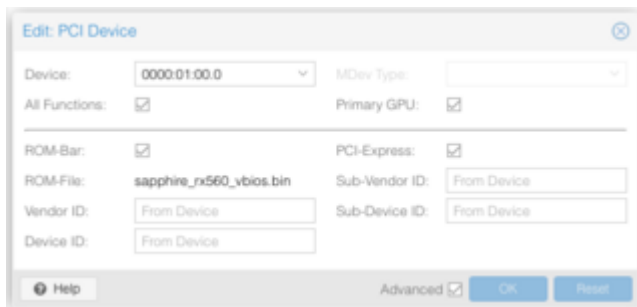 Edit: PCI Device
Device: 0000:01:00.0 MDev Type:
All Functions: Primary GPU:
ROM-Bar: PCI-Express:
ROM-File: sapphire_rx560_vbios.bin Sub-Vendor ID: From Device
Vendor ID: From Device Sub-Device ID: From Device
Device ID: From Device
Help Advanced OK Reset